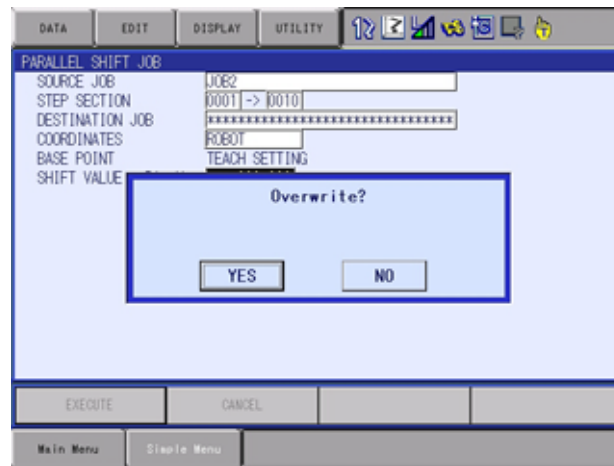 DATA EDIT DISPLAY UTILITY
PARALLEL SHIFT JOB
SOURCE JOB JOB2
STEP SECTION 0001 -> 0010
DESTINATION JOB ********************************
COORDINATES ROBOT
BASE POINT TEACH SETTING
SHIFT VALUE
Overwrite?
YES NO
EXECUTE CANCEL
Main Menu Simple Menu